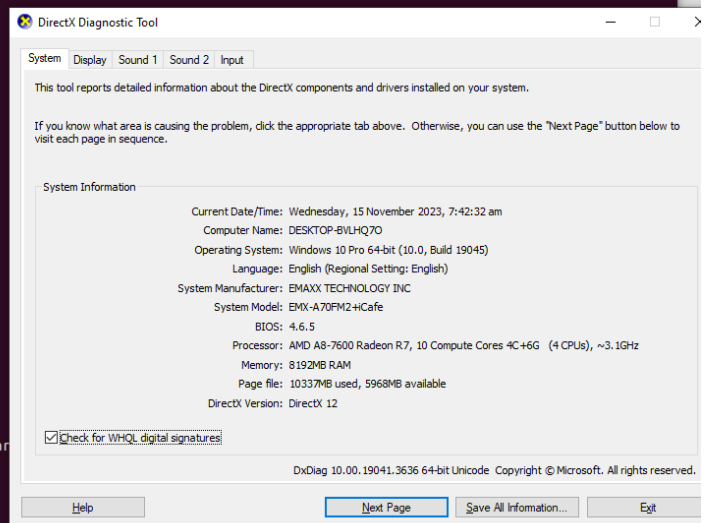 DirectX Diagnostic Tool
System Display Sound 1 Sound 2 Input
This tool reports detailed information about the DirectX components and drivers installed on your system.
If you know what area is causing the problem, click the appropriate tab above. Otherwise, you can use the "Next Page" button below to
visit each page in sequence.
System Information
Current Date/Time: Wednesday, 15 November 2023, 7:42:32 am
Computer Name: DESKTOP-BVLHQ7O
Operating System: Windows 10 Pro 64-bit (10.0, Build 19045)
Language: English (Regional Setting: English)
System Manufacturer: EMAXX TECHNOLOGY INC
System Model: EMX-A70FM2+iCafe
BIOS: 4.6.5
Processor: AMD A8-7600 Radeon R7, 10 Compute Cores 4C+6G (4 CPUs), ~3.1GHz
Memory: 8192MB RAM
Page file: 10337MB used, 5968MB available
DirectX Version: DirectX 12
Check for WHQL digital signatures
DxDiag 10.00.19041.3636 64-bit Unicode Copyright © Microsoft. All rights reserved.
Help Next Page Save All Information... Exit